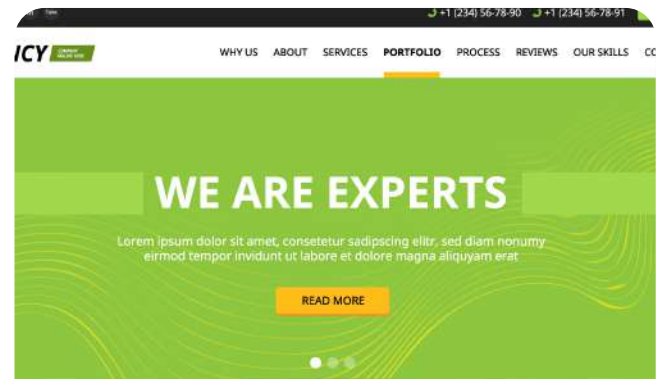 +1 (234) 56-78-90 +1 (234) 56-78-91
ICY
WHY US ABOUT SERVICES PORTFOLIO PROCESS REVIEWS OUR SKILLS CO
WE ARE EXPERTS
Lorem ipsum dolor sit amet, consetetur sadipscing elitr, sed diam nonumy
eirmod tempor invidunt ut labore et dolore magna aliquyam erat
READ MORE